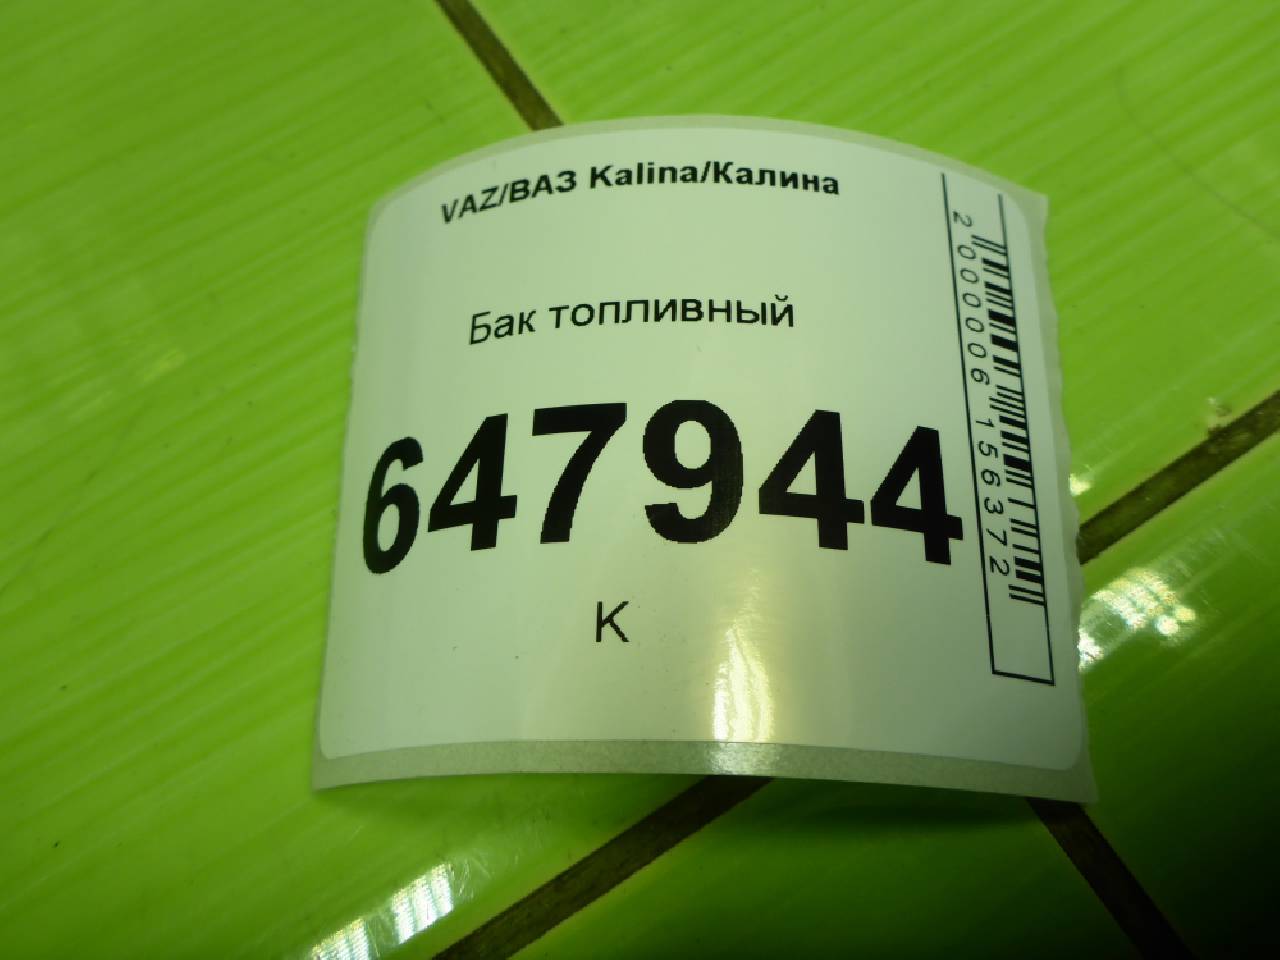 VAZ/ВАЗ Kalina/Калина
Бак топливный
647944
К
2000006156372